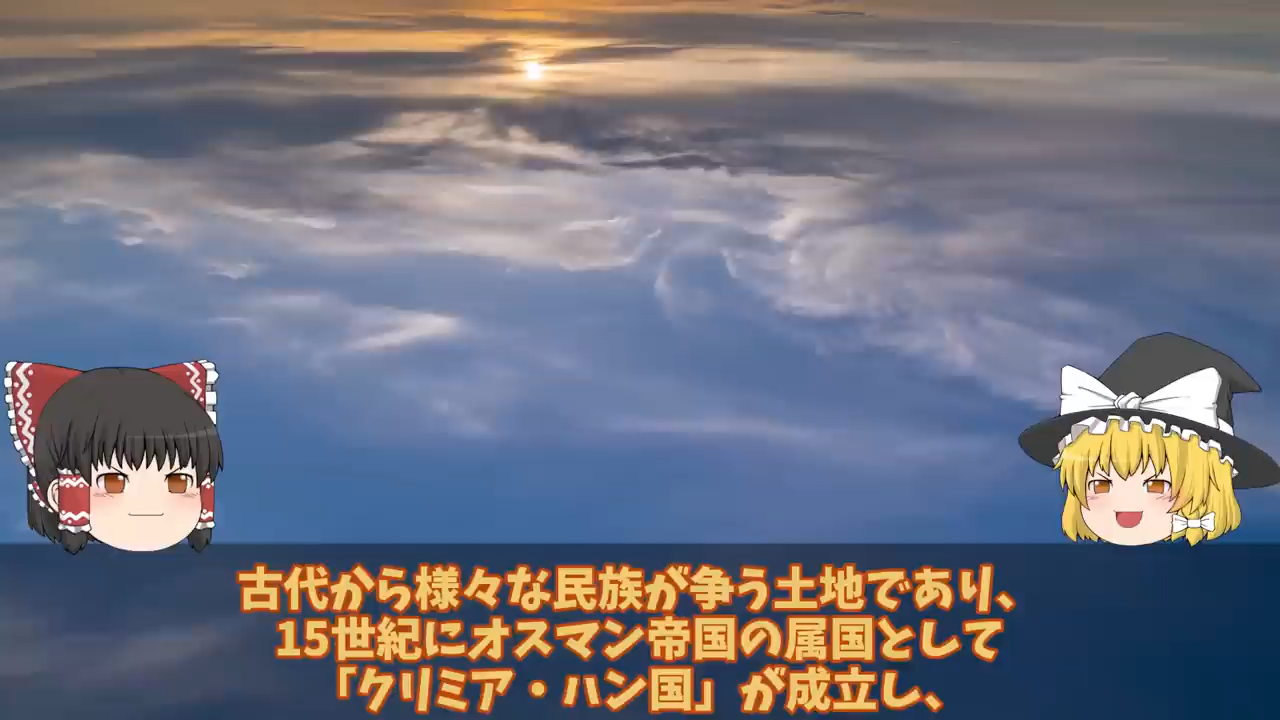 古代から様々な民族が争う土地であり、
15世紀にオスマン帝国の属国として
「クリミア・ハン国」が成立し、